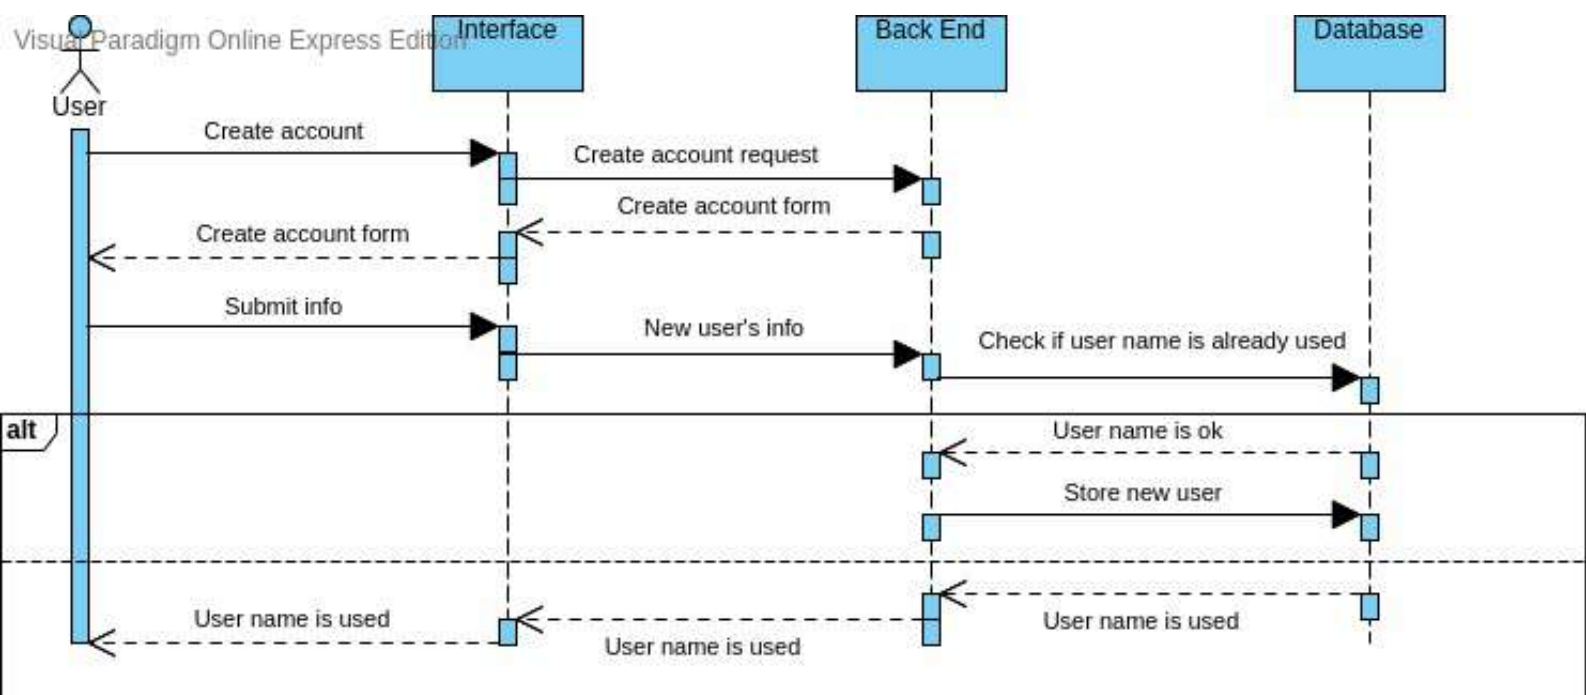 Visual Paradigm Online Express Edition
Interface
Back End
Database
User
Create account
Create account request
Create account form
Create account form
Submit info
New user's info
Check if user name is already used
alt
User name is ok
Store new user
User name is used
User name is used
User name is used